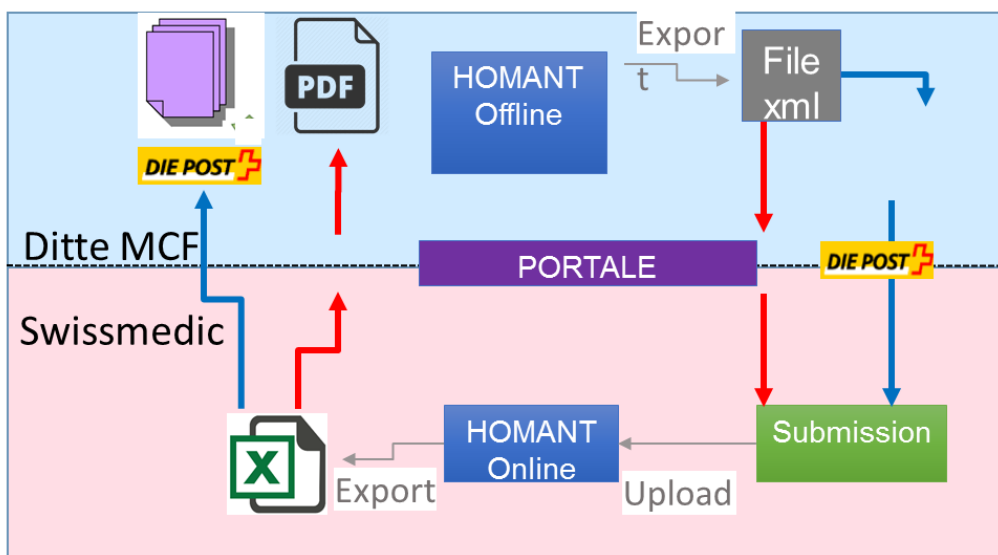 PDF
DIE POST
HOMANT
Offline
Expor
t
File
xml
Ditte MCF
PORTALE
DIE POST
Swissmedic
X
Export
HOMANT
Online
Upload
Submission